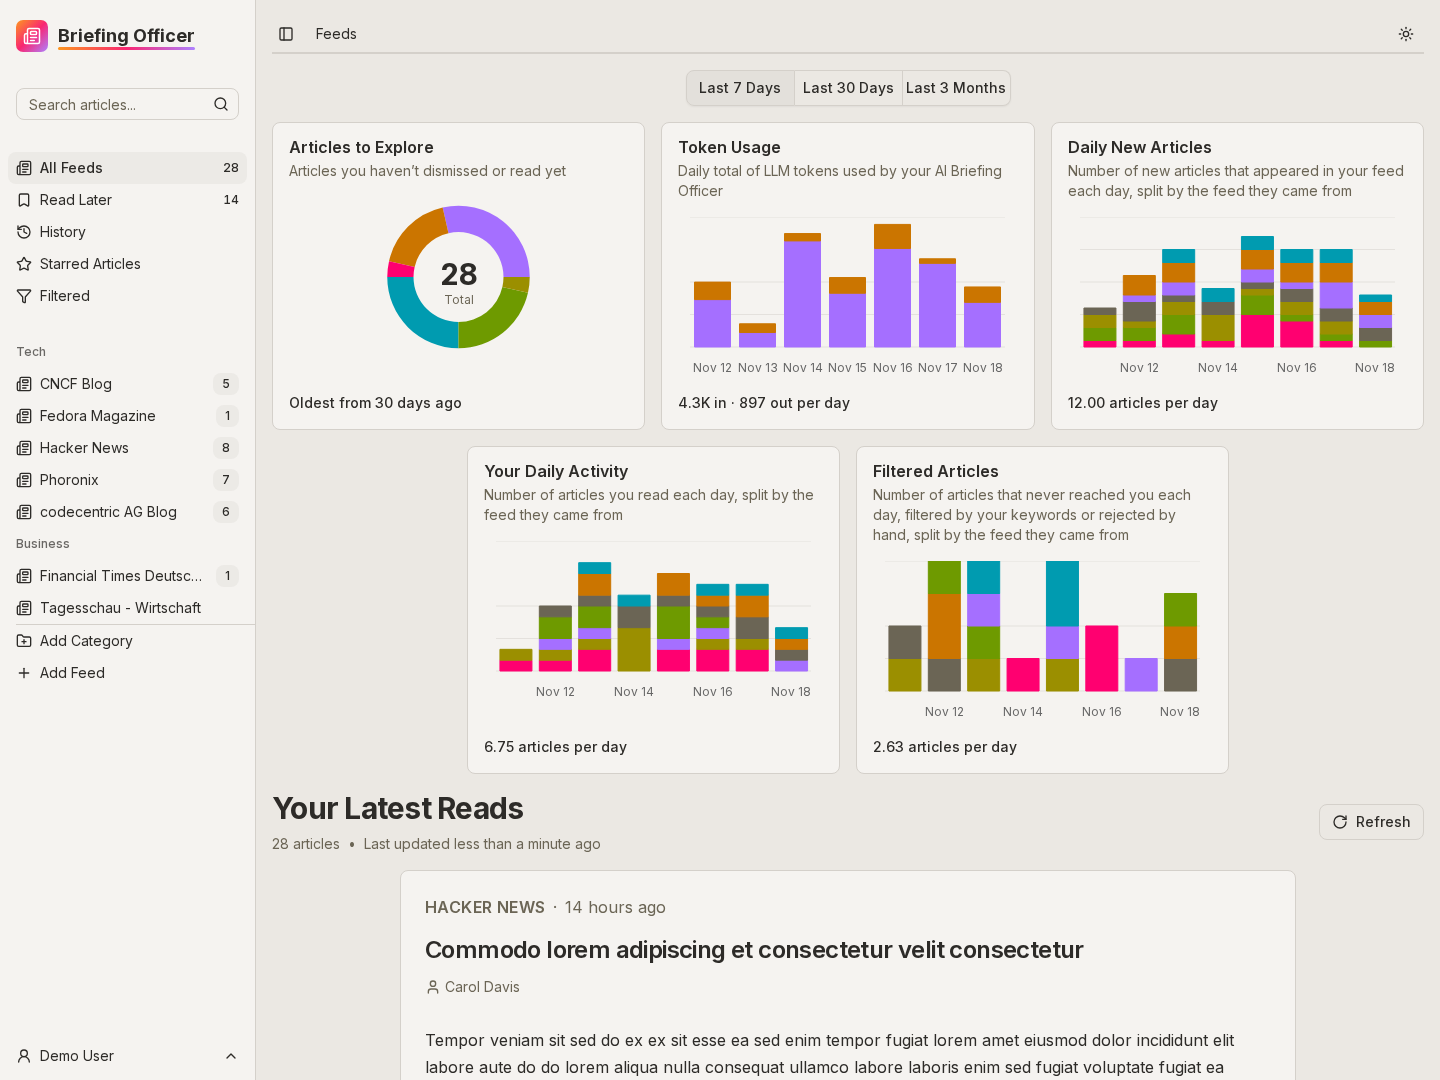 Briefing Officer
Search articles...
All Feeds 28
Read Later 14
History
Starred Articles
Filtered
Tech
CNCF Blog 5
Fedora Magazine 1
Hacker News 8
Phoronix 7
codecentric AG Blog 6
Business
Financial Times Deutsc... 1
Tagesschau - Wirtschaft
Add Category
Add Feed
Demo User
Feeds
Last 7 Days Last 30 Days Last 3 Months
Articles to Explore
Articles you haven’t dismissed or read yet
28
Total
Oldest from 30 days ago
Token Usage
Daily total of LLM tokens used by your AI Briefing
Officer
Nov 12 Nov 13 Nov 14 Nov 15 Nov 16 Nov 17 Nov 18
4.3K in · 897 out per day
Daily New Articles
Number of new articles that appeared in your feed
each day, split by the feed they came from
Nov 12 Nov 14 Nov 16 Nov 18
12.00 articles per day
Your Daily Activity
Number of articles you read each day, split by the
feed they came from
Nov 12 Nov 14 Nov 16 Nov 18
6.75 articles per day
Filtered Articles
Number of articles that never reached you each
day, filtered by your keywords or rejected by
hand, split by the feed they came from
Nov 12 Nov 14 Nov 16 Nov 18
2.63 articles per day
Your Latest Reads
28 articles • Last updated less than a minute ago
Refresh
HACKER NEWS · 14 hours ago
Commodo lorem adipiscing et consectetur velit consectetur
Carol Davis
Tempor veniam sit sed do ex ex sit esse ea sed enim tempor fugiat lorem amet eiusmod dolor incididunt elit
labore aute do do lorem aliqua nulla consequat ullamco labore laboris enim sed fugiat voluptate fugiat ea